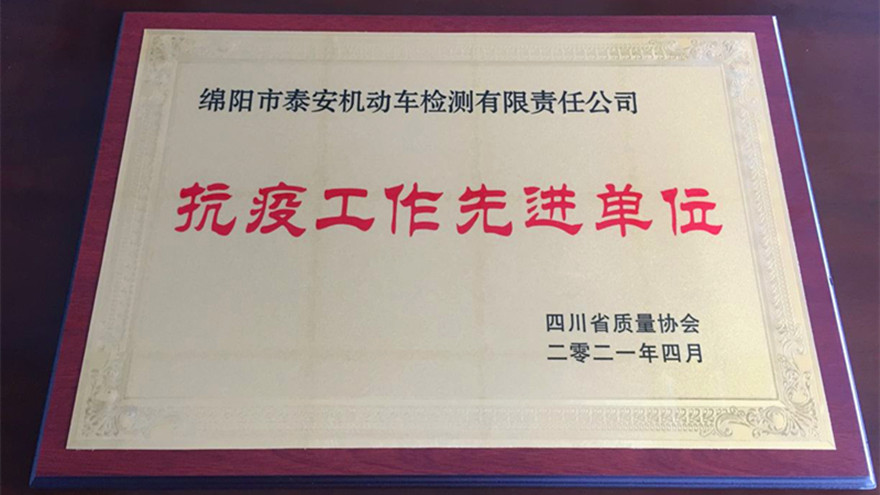 绵阳市泰安机动车检测有限责任公司
抗疫工作先进单位
四川省质量协会
二零二一年四月